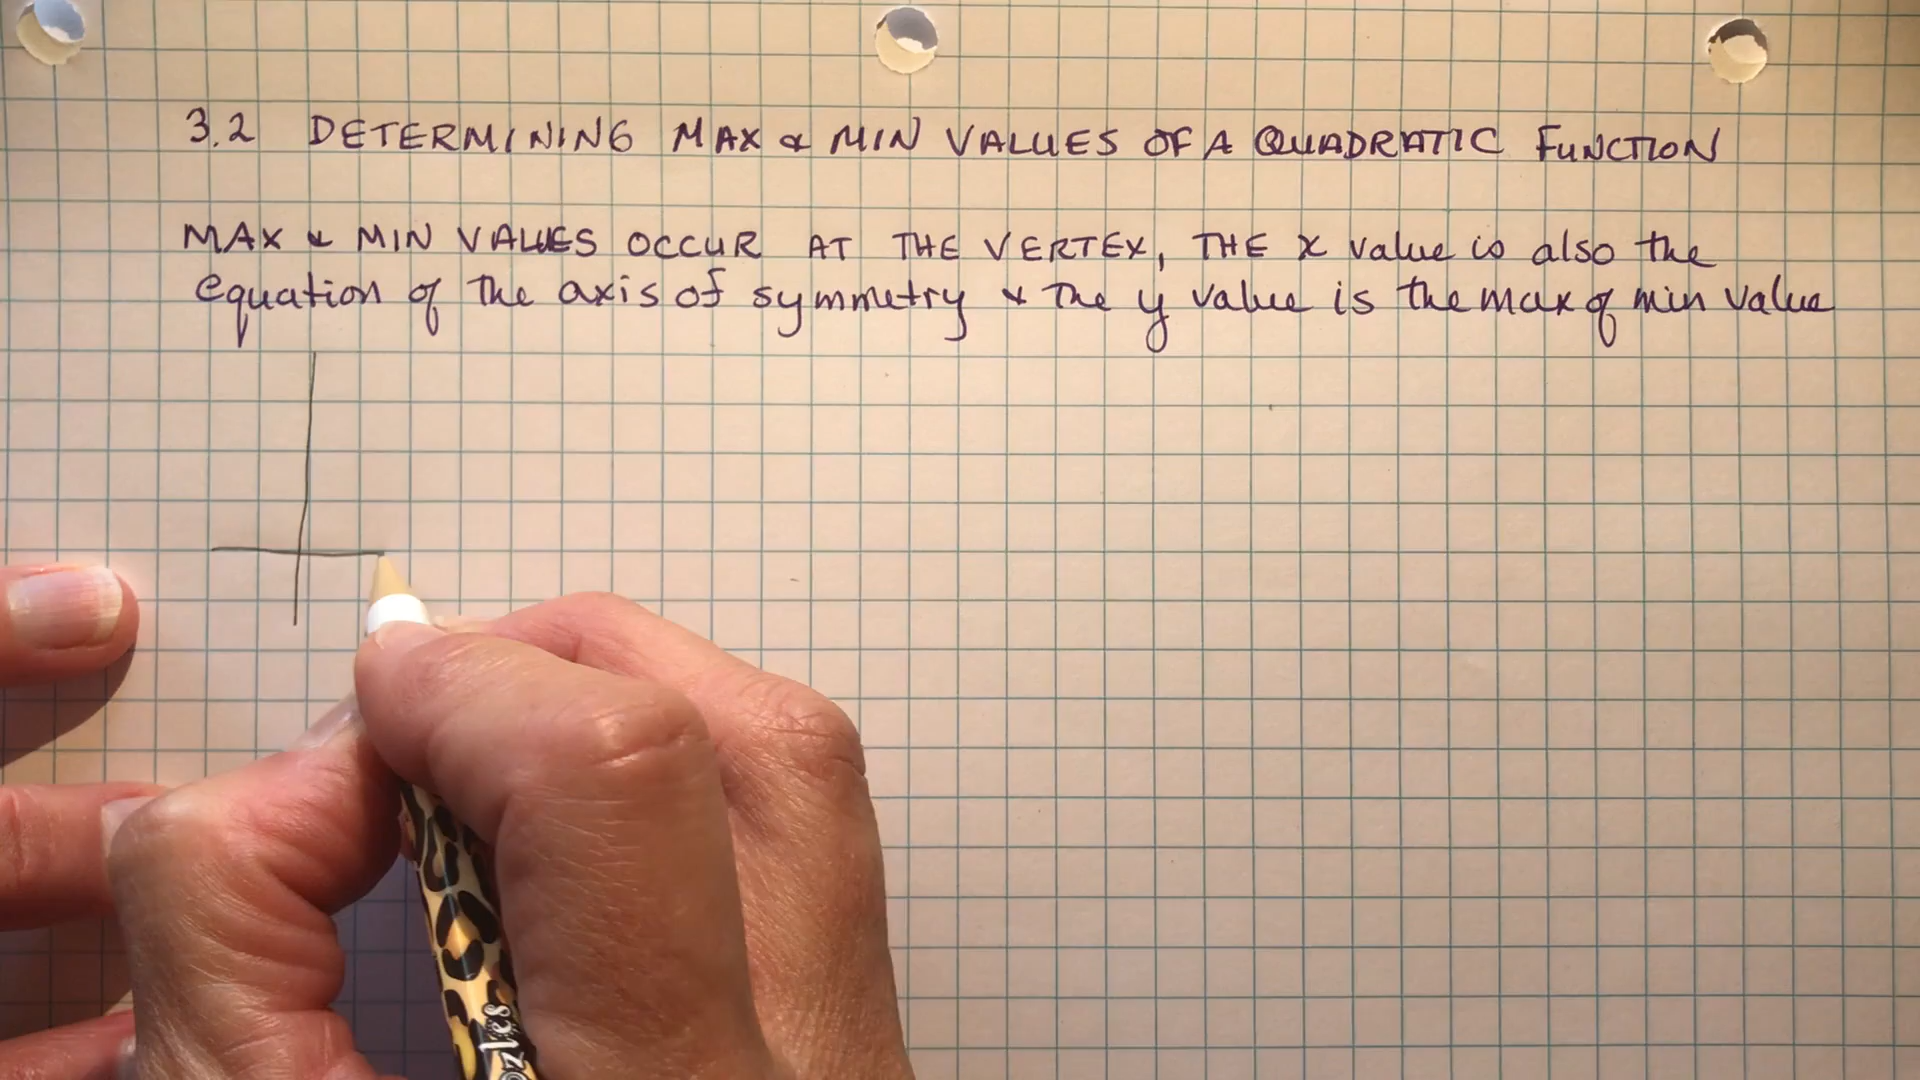 3.2 DETERMINING MAX & MIN VALUES OF A QUADRATIC FUNCTION
MAX & MIN VALUES OCCUR AT THE VERTEX, THE x value is also the
equation of the axis of symmetry & the y value is the max of min value